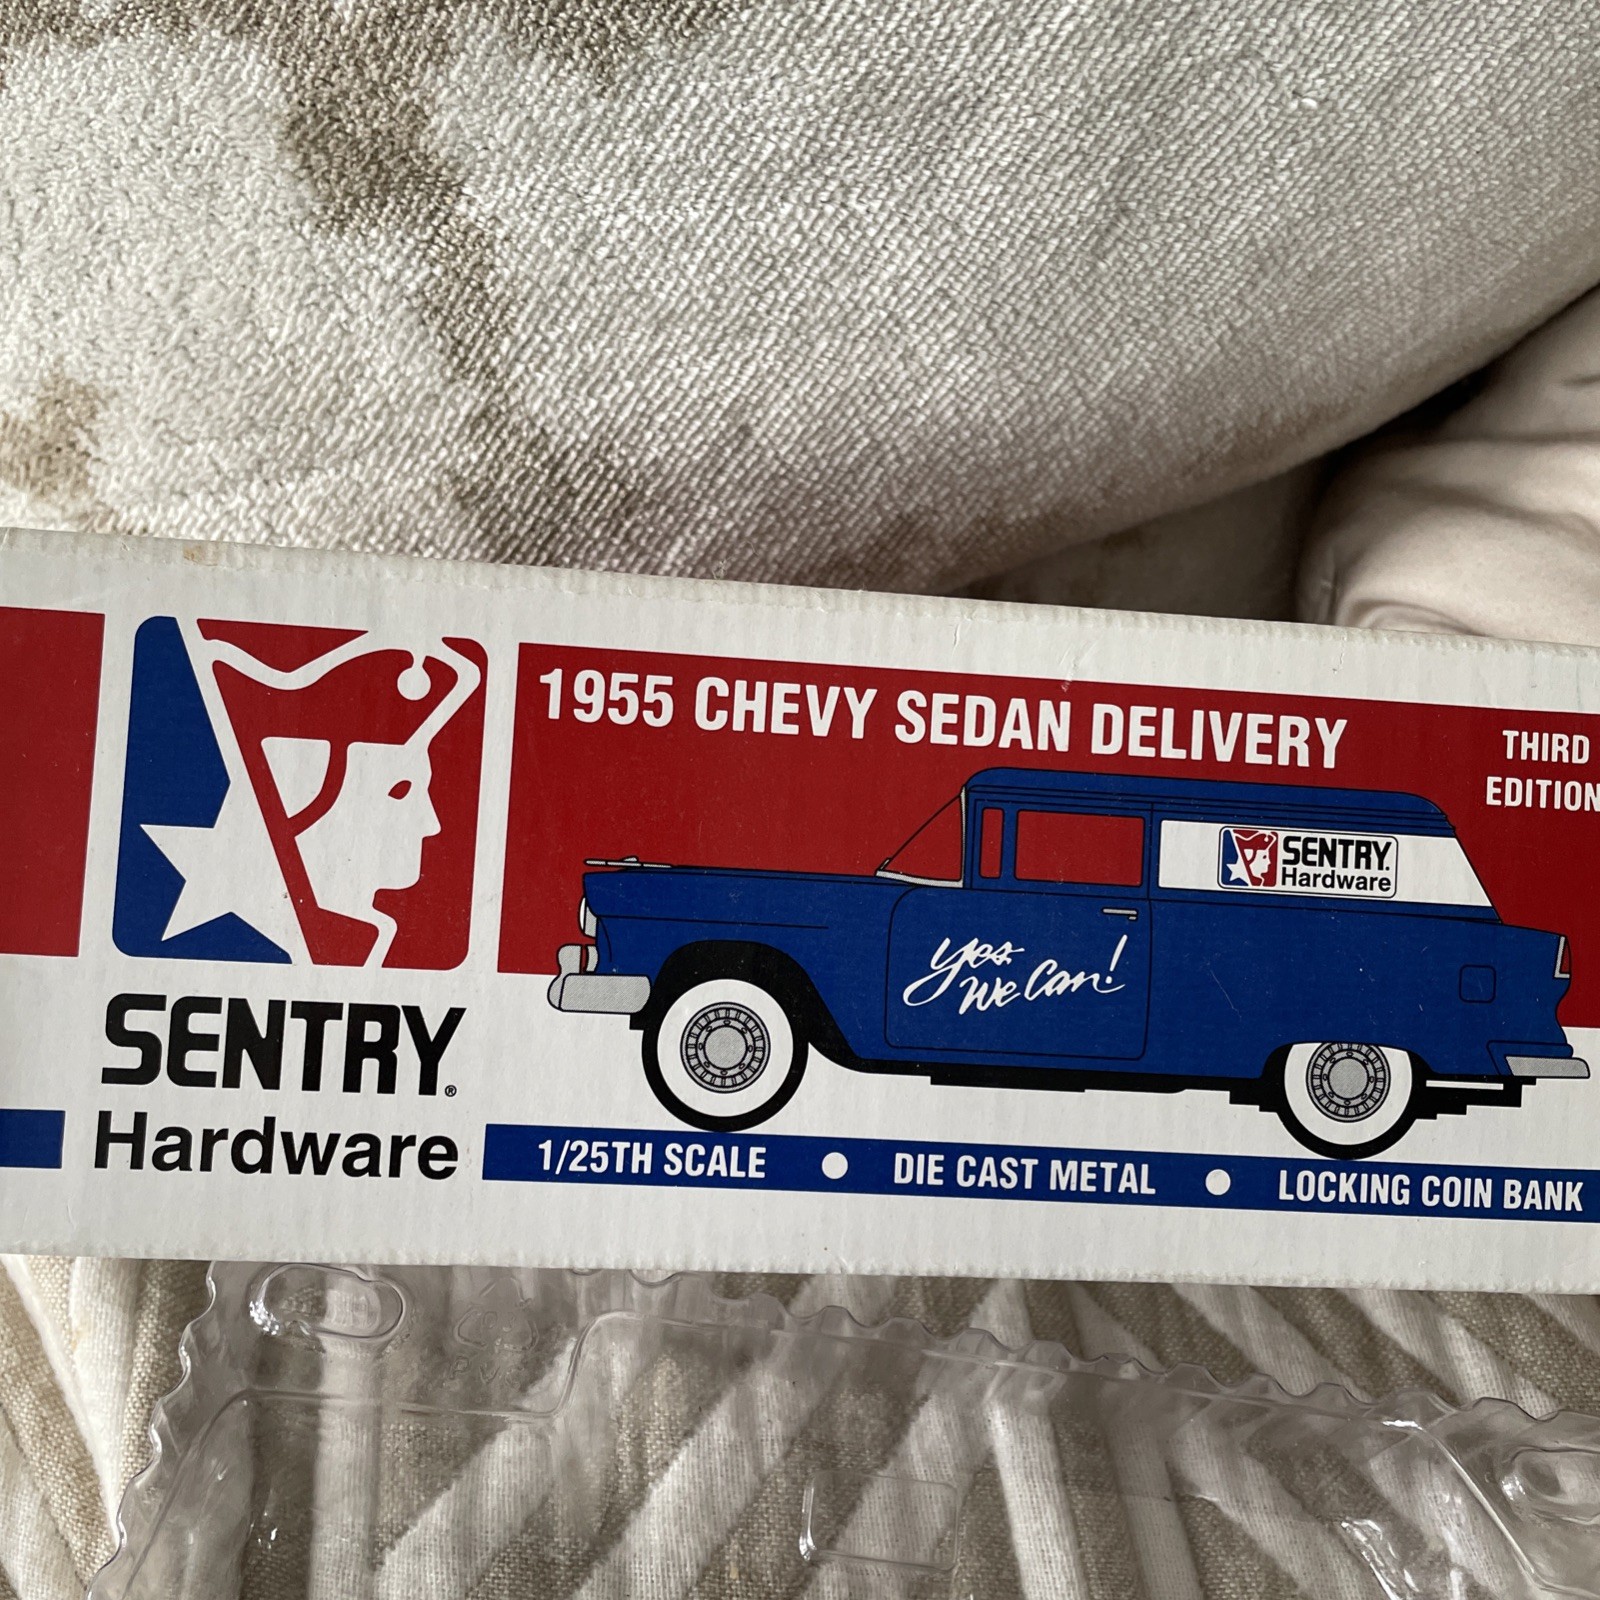 1955 CHEVY SEDAN DELIVERY
THIRD
EDITION
SENTRY
Hardware
Yes
We Can!
SENTRY®
Hardware
1/25TH SCALE • DIE CAST METAL • LOCKING COIN BANK